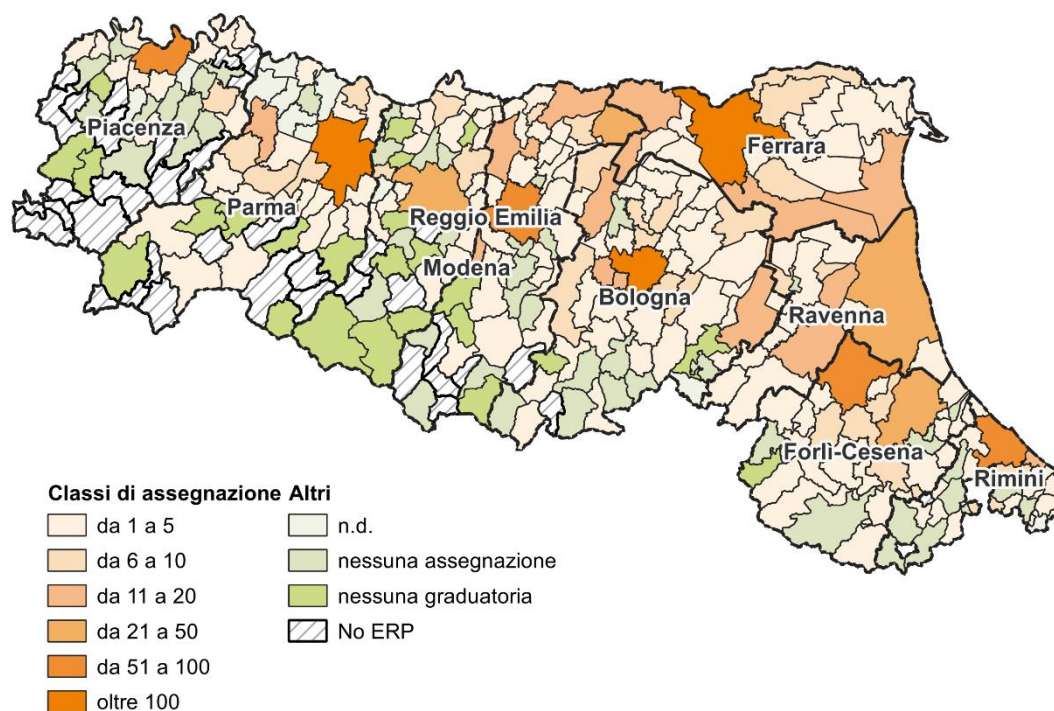 Piacenza
Ferrara
Parma
Reggio Emilia
Modena
Bologna
Ravenna
Forlì-Cesena
Rimini
Classi di assegnazione
da 1 a 5
da 6 a 10
da 11 a 20
da 21 a 50
da 51 a 100
oltre 100
Altri
n.d.
nessuna assegnazione
nessuna graduatoria
No ERP